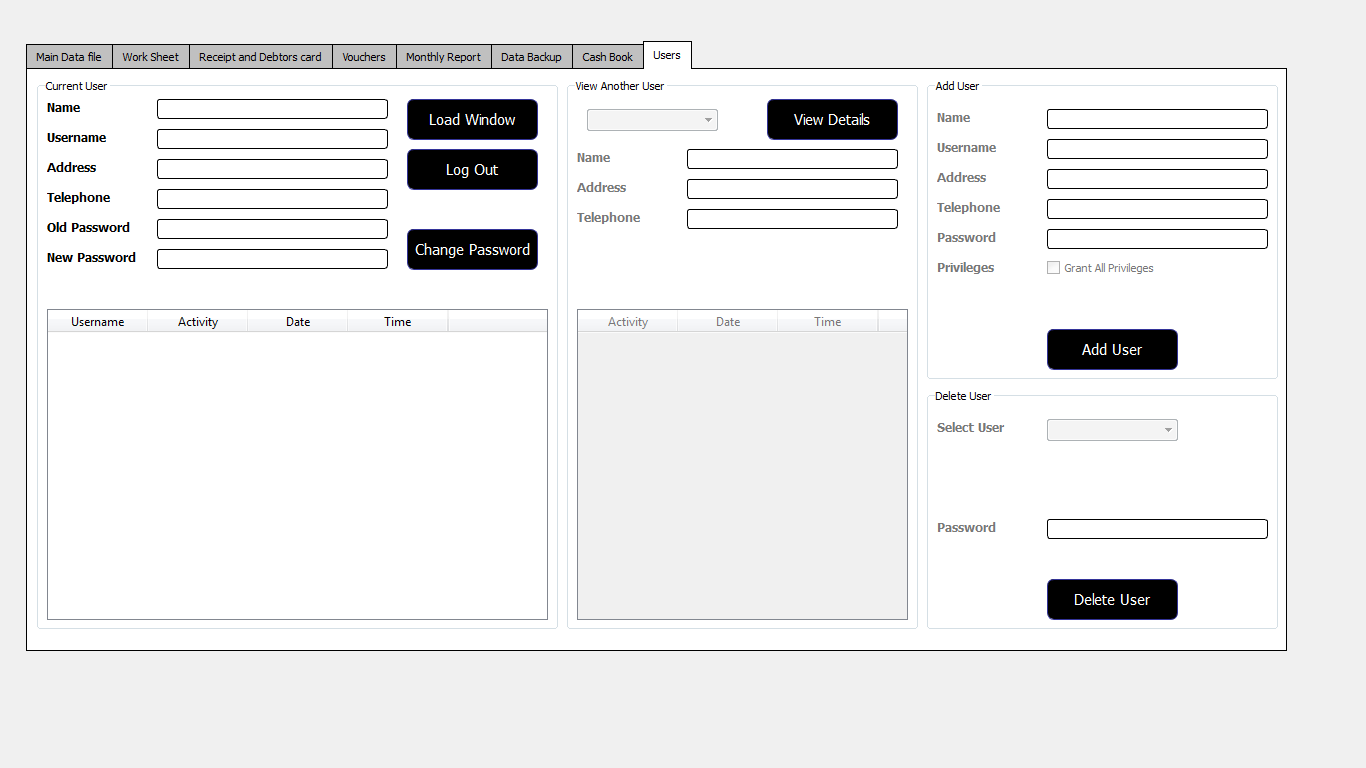 Main Data file Work Sheet Receipt and Debtors card Vouchers Monthly Report Data Backup Cash Book Users
Current User
Name
Load Window
Username
Address
Log Out
Telephone
Old Password
Change Password
New Password
Username Activity Date Time
View Another User
View Details
Name
Address
Telephone
Activity Date Time
Add User
Name
Username
Address
Telephone
Password
Privileges Grant All Privileges
Add User
Delete User
Select User
Password
Delete User